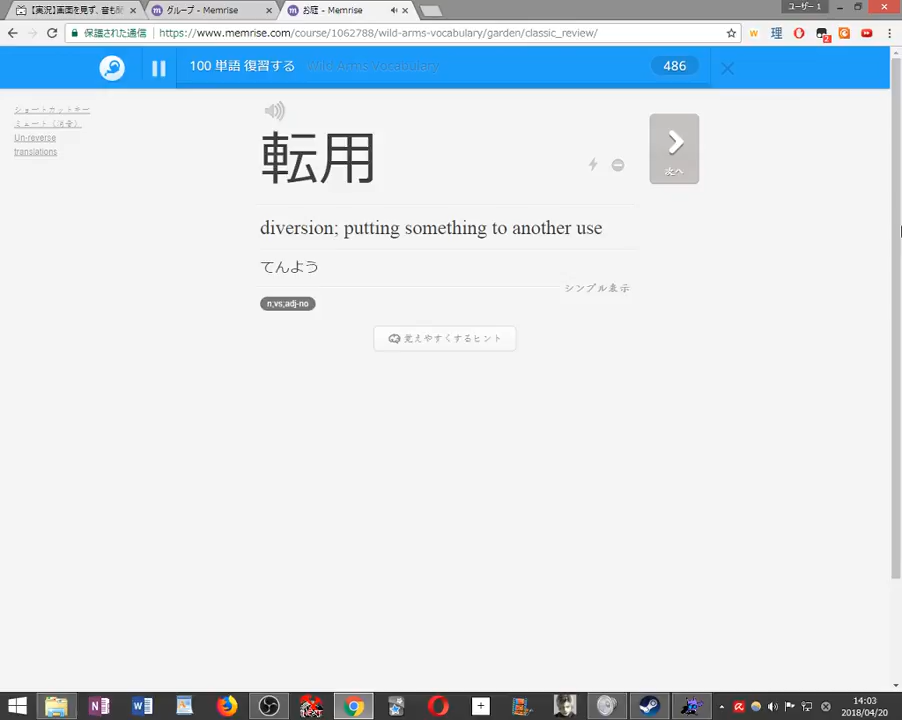 【実況】画面を見ず、音も
グループ - Memrise
お庭 - Memrise
ユーザー 1
保護された通信
https://www.memrise.com/course/1062788/wild-arms-vocabulary/garden/classic_review/
100 単語 復習する
Wild Arms Vocabulary
486
ショートカットキー
ミュート（消音）
Un-reverse
translations
転用
次へ
diversion; putting something to another use
てんよう
シンプル表示
n,vs,adj-no
覚えやすくするヒント
14:03
2018/04/20